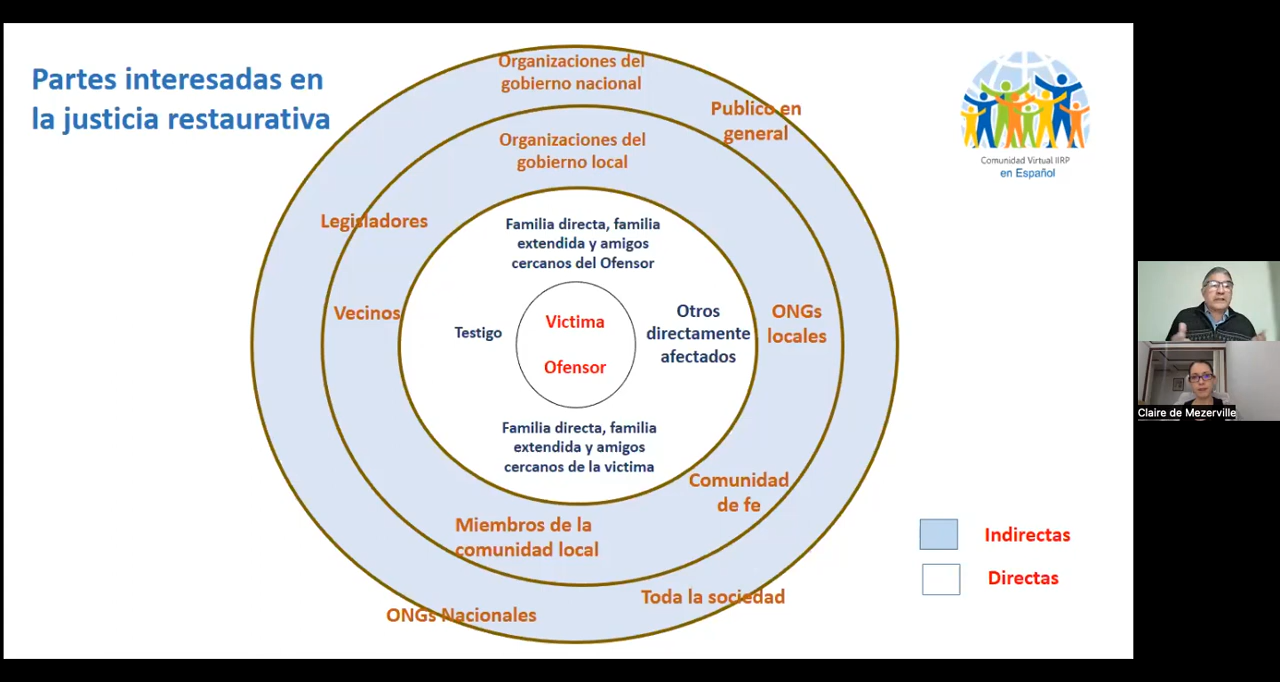 Partes interesadas en
la justicia restaurativa
Organizaciones del
gobierno nacional
Publico en
general
Organizaciones del
gobierno local
Legisladores
Familia directa, familia
extendida y amigos
cercanos del Ofensor
Vecinos
Testigo
Victima
Ofensor
Otros
directamente
afectados
ONGs
locales
Familia directa, familia
extendida y amigos
cercanos de la victima
Comunidad
de fe
Miembros de la
comunidad local
Toda la sociedad
ONGs Nacionales
Comunidad Virtual IIRP
en Español
Indirectas
Directas
Claire de Mezerville